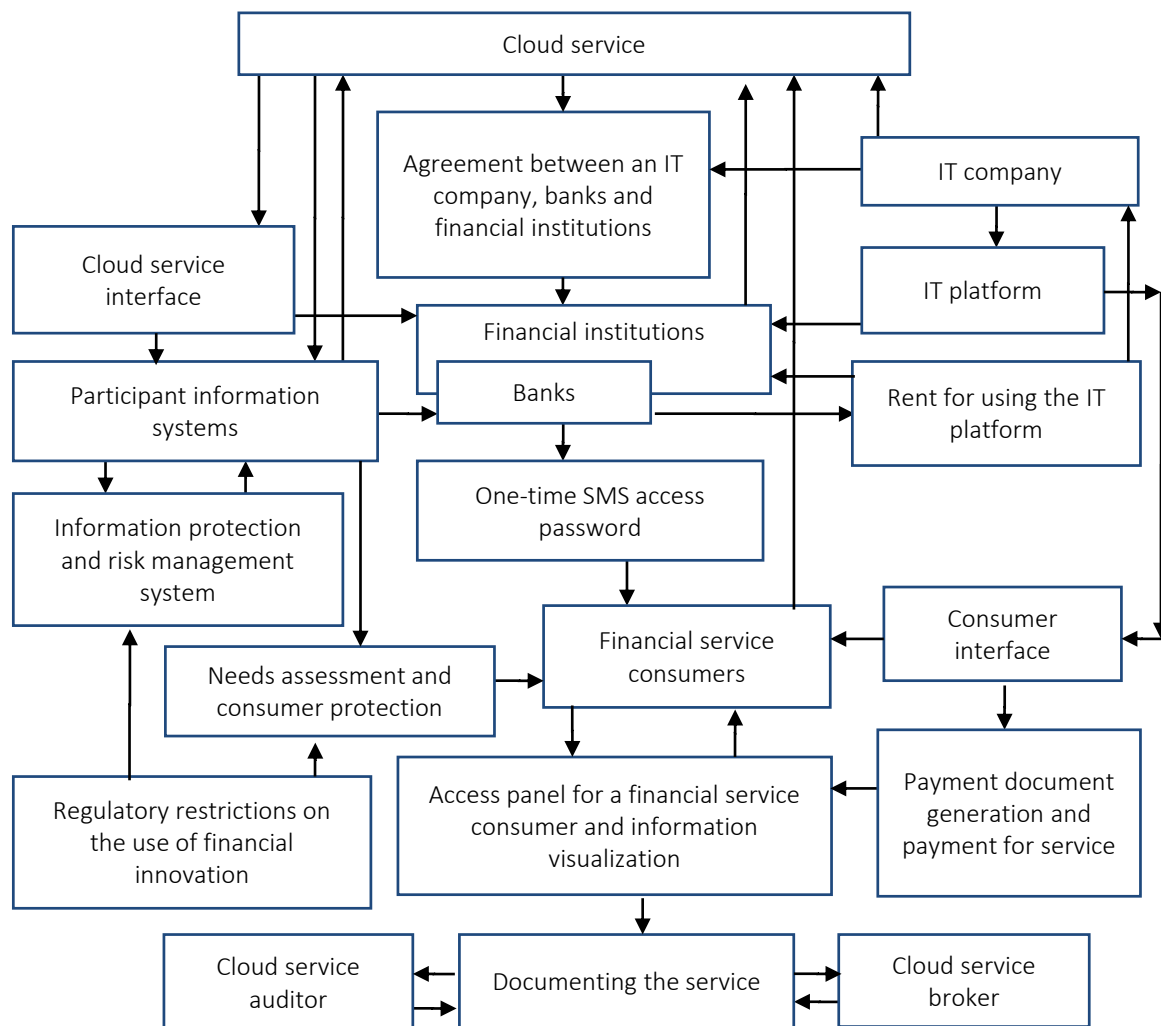 Cloud service
Agreement between an IT
company, banks and
financial institutions
IT company
Cloud service
interface
IT platform
Financial institutions
Participant information
systems
Banks
Rent for using the IT
platform
One-time SMS access
password
Information protection
and risk management
system
Financial service
consumers
Consumer
interface
Needs assessment and
consumer protection
Regulatory restrictions on
the use of financial
innovation
Access panel for a financial service
consumer and information
visualization
Payment document
generation and
payment for service
Cloud service
auditor
Documenting the service
Cloud service
broker